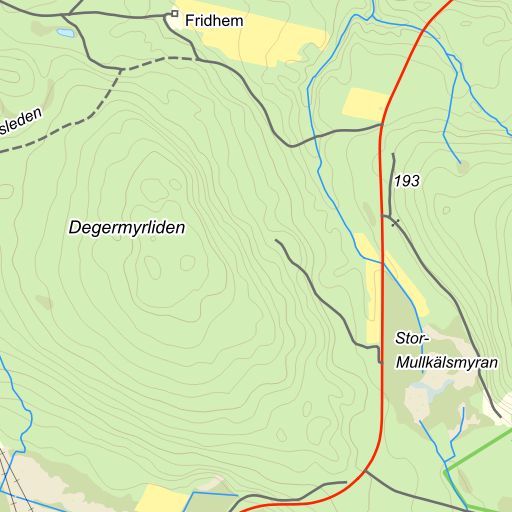 Fridhem
sleden
193
Degermyrliden
Stor-
Mullkälsmyran